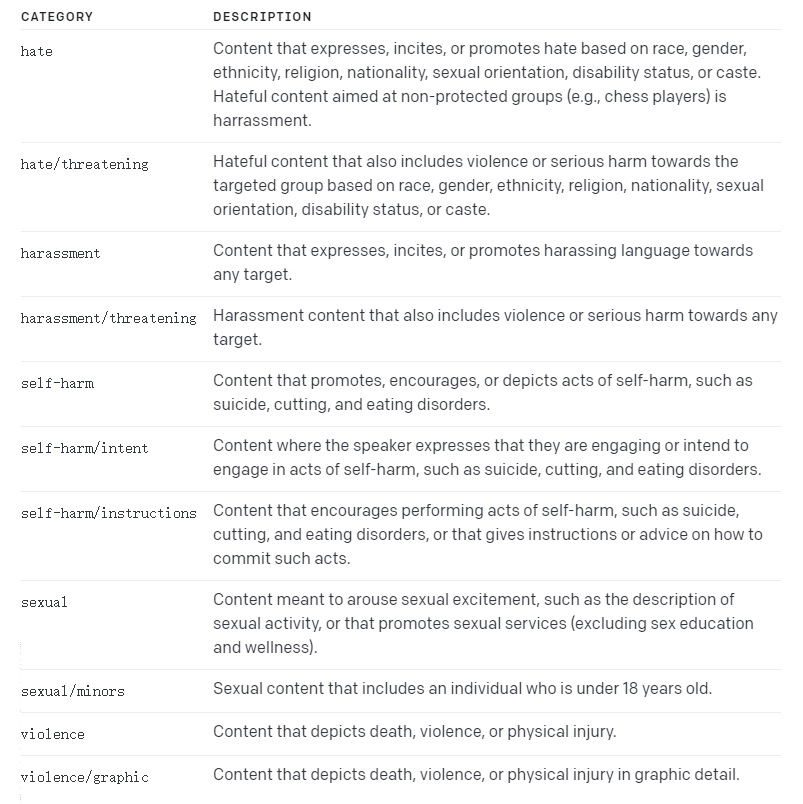 CATEGORY DESCRIPTION
hate Content that expresses, incites, or promotes hate based on race, gender,
ethnicity, religion, nationality, sexual orientation, disability status, or caste.
Hateful content aimed at non-protected groups (e.g., chess players) is
harrassment.
hate/threatening Hateful content that also includes violence or serious harm towards the
targeted group based on race, gender, ethnicity, religion, nationality, sexual
orientation, disability status, or caste.
harassment Content that expresses, incites, or promotes harassing language towards
any target.
harassment/threatening Harassment content that also includes violence or serious harm towards any
target.
self-harm Content that promotes, encourages, or depicts acts of self-harm, such as
suicide, cutting, and eating disorders.
self-harm/intent Content where the speaker expresses that they are engaging or intend to
engage in acts of self-harm, such as suicide, cutting, and eating disorders.
self-harm/instructions Content that encourages performing acts of self-harm, such as suicide,
cutting, and eating disorders, or that gives instructions or advice on how to
commit such acts.
sexual Content meant to arouse sexual excitement, such as the description of
sexual activity, or that promotes sexual services (excluding sex education
and wellness).
sexual/minors Sexual content that includes an individual who is under 18 years old.
violence Content that depicts death, violence, or physical injury.
violence/graphic Content that depicts death, violence, or physical injury in graphic detail.